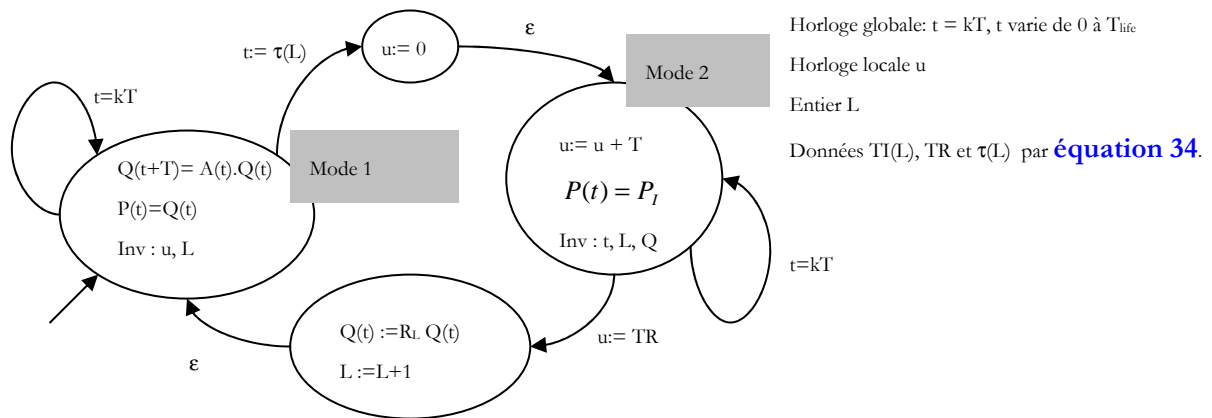 Horloge globale: t = kT, t varie de 0 à Tlife
Horloge locale u
Entier L
Données TI(L), TR et τ(L) par équation 34.
t:= τ(L)
u:= 0
ε
Mode 2
t=kT
Q(t+T)= A(t).Q(t)
P(t)=Q(t)
Inv : u, L
Mode 1
u:= u + T
P(t) = P_I
Inv : t, L, Q
t=kT
u:= TR
Q(t) :=RL Q(t)
L :=L+1
ε